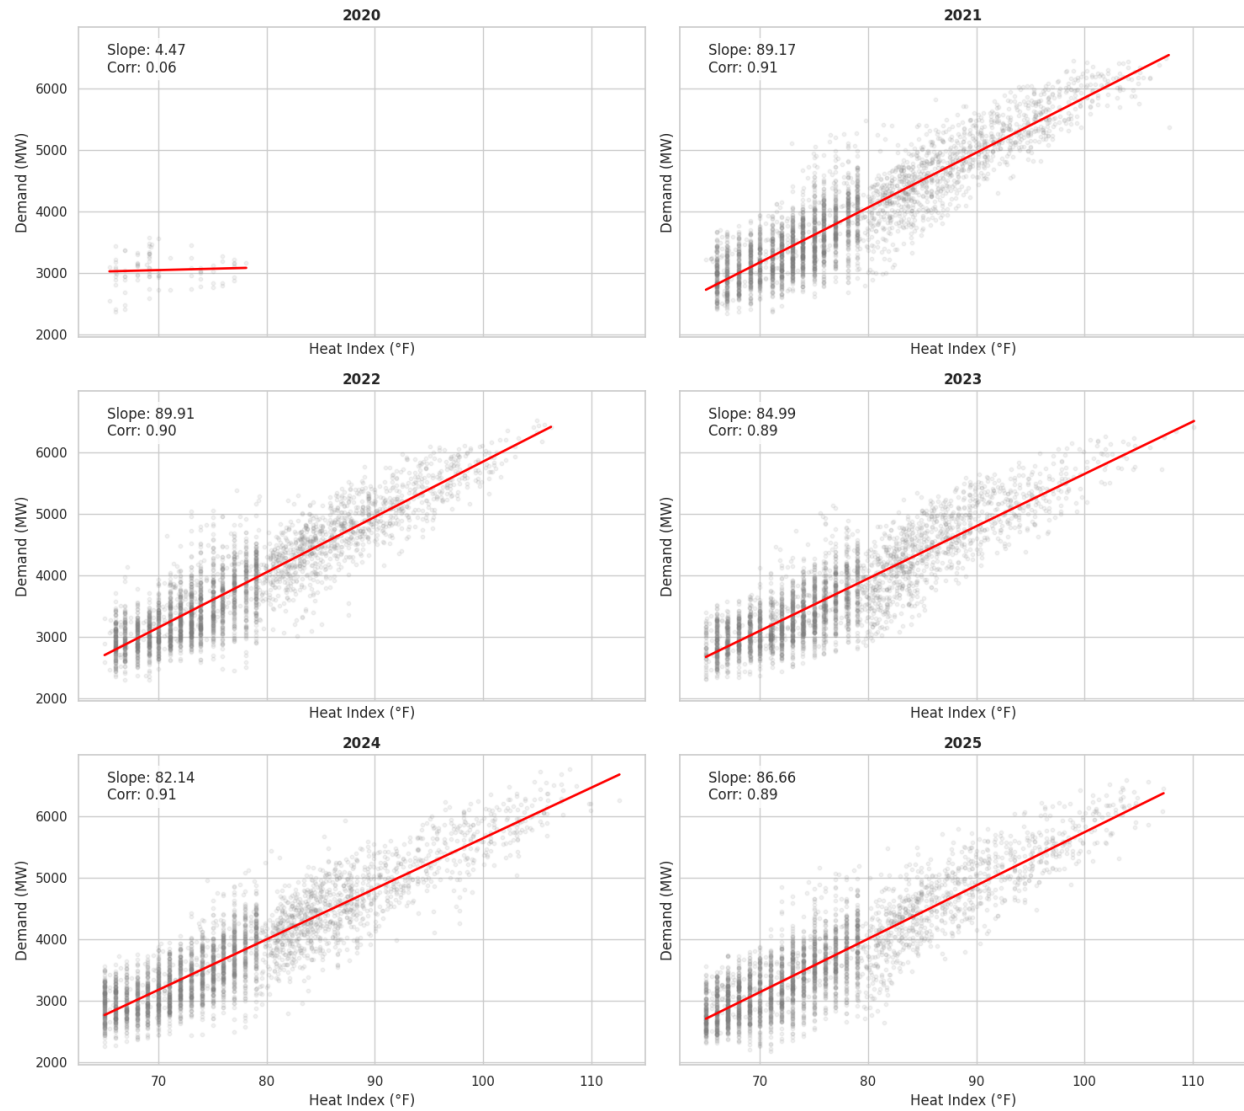 2020
Slope: 4.47
Corr: 0.06
6000
5000
4000
3000
2000
Demand (MW)
Heat Index (°F)
2021
Slope: 89.17
Corr: 0.91
Demand (MW)
Heat Index (°F)
2022
Slope: 89.91
Corr: 0.90
6000
5000
4000
3000
2000
Demand (MW)
Heat Index (°F)
2023
Slope: 84.99
Corr: 0.89
Demand (MW)
Heat Index (°F)
2024
Slope: 82.14
Corr: 0.91
6000
5000
4000
3000
2000
Demand (MW)
70 80 90 100 110
Heat Index (°F)
2025
Slope: 86.66
Corr: 0.89
Demand (MW)
70 80 90 100 110
Heat Index (°F)